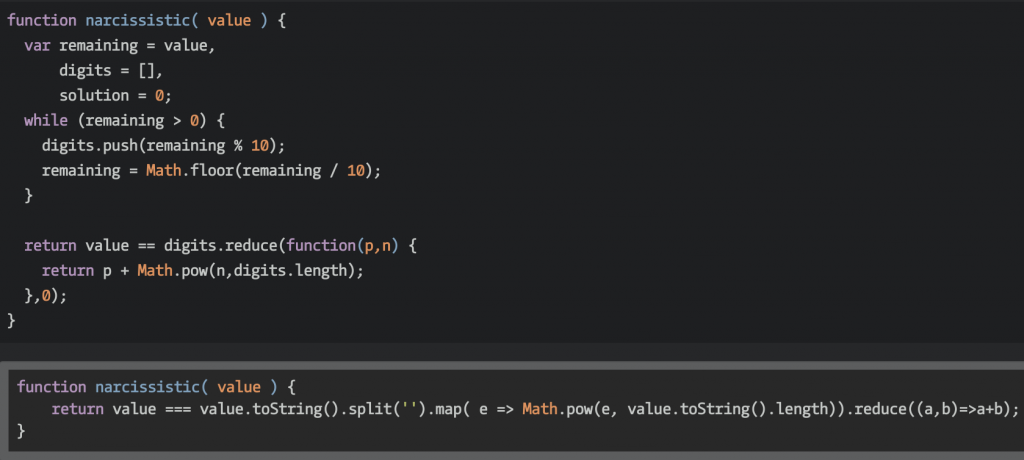 function narcissistic( value ) {
  var remaining = value,
      digits = [],
      solution = 0;
  while (remaining > 0) {
    digits.push(remaining % 10);
    remaining = Math.floor(remaining / 10);
  }

  return value == digits.reduce(function(p,n) {
    return p + Math.pow(n,digits.length);
  },0);
}
function narcissistic( value ) {
    return value === value.toString().split('').map( e => Math.pow(e, value.toString().length)).reduce((a,b)=>a+b);
}